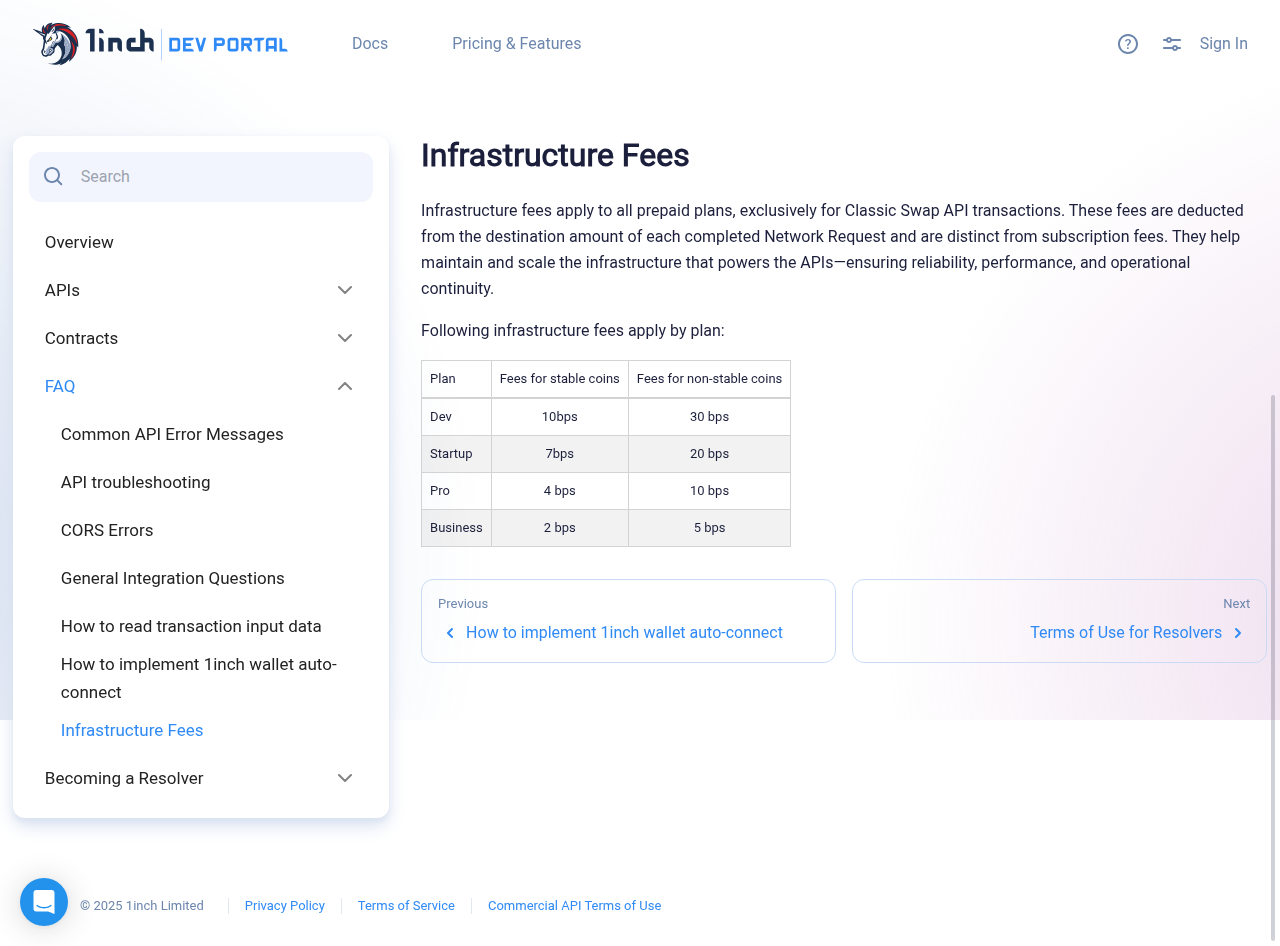 1inch DEV PORTAL
Docs
Pricing & Features
Sign In
Search
Overview
APIs
Contracts
FAQ
Common API Error Messages
API troubleshooting
CORS Errors
General Integration Questions
How to read transaction input data
How to implement 1inch wallet auto-
connect
Infrastructure Fees
Becoming a Resolver
Infrastructure Fees
Infrastructure fees apply to all prepaid plans, exclusively for Classic Swap API transactions. These fees are deducted
from the destination amount of each completed Network Request and are distinct from subscription fees. They help
maintain and scale the infrastructure that powers the APIs—ensuring reliability, performance, and operational
continuity.
Following infrastructure fees apply by plan:
Plan Fees for stable coins Fees for non-stable coins
Dev 10bps 30 bps
Startup 7bps 20 bps
Pro 4 bps 10 bps
Business 2 bps 5 bps
Previous
How to implement 1inch wallet auto-connect
Next
Terms of Use for Resolvers
© 2025 1inch Limited
Privacy Policy
Terms of Service
Commercial API Terms of Use